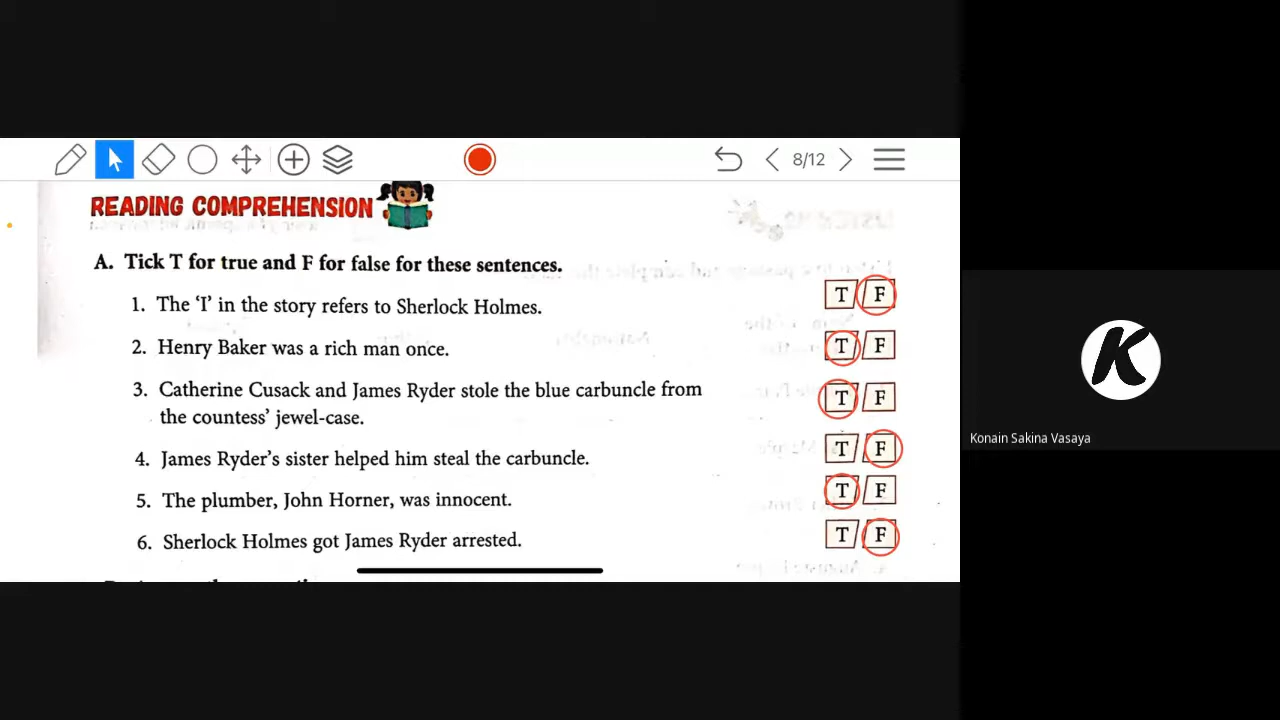 8/12
READING COMPREHENSION
A. Tick T for true and F for false for these sentences.
1. The ‘I’ in the story refers to Sherlock Holmes. T / F
2. Henry Baker was a rich man once. T / F
3. Catherine Cusack and James Ryder stole the blue carbuncle from T / F
the countess’ jewel-case.
4. James Ryder’s sister helped him steal the carbuncle. T / F
5. The plumber, John Horner, was innocent. T / F
6. Sherlock Holmes got James Ryder arrested. T / F
K
Konain Sakina Vasaya